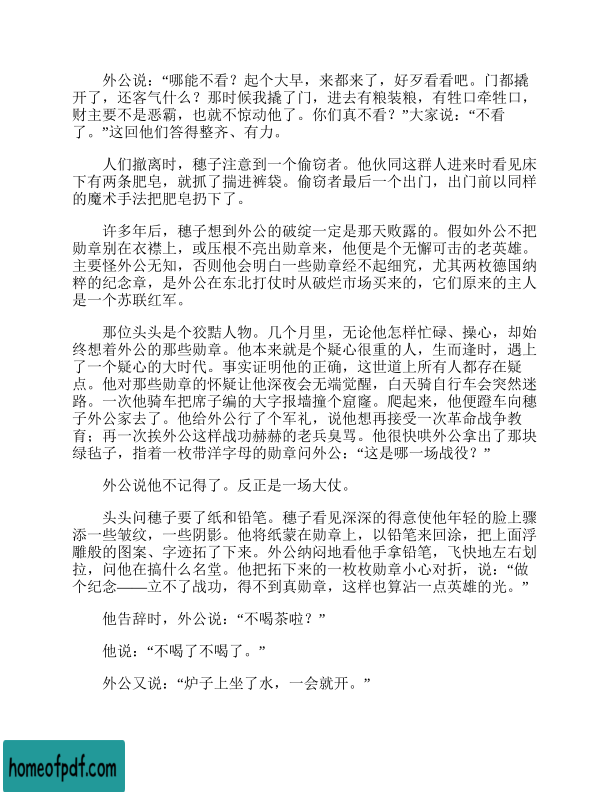 外公说：“哪能不看？起个大早，来都来了，好歹看看吧。门都撬
开了，还客气什么？那时候我撬了门，进去有粮装粮，有牲口牵牲口，
财主要不是恶霸，也就不惊动他了。你们真不看？”大家说：“不看
了。”这回他们答得整齐、有力。
人们撤离时，穗子注意到一个偷窃者。他伙同这群人进来时看见床
下有两条肥皂，就抓了揣进裤袋。偷窃者最后一个出门，出门前以同样
的魔术手法把肥皂扔下了。
许多年后，穗子想到外公的破绽一定是那天败露的。假如外公不把
勋章别在衣襟上，或压根不亮出勋章来，他便是个无懈可击的老英雄。
主要怪外公无知，否则他会明白一些勋章经不起细究，尤其两枚德国纳
粹的纪念章，是外公在东北打仗时从破烂市场买来的，它们原来的主人
是一个苏联红军。
那位头头是个狡黠人物。几个月里，无论他怎样忙碌、操心，却始
终想着外公的那些勋章。他本来就是个疑心很重的人，生而逢时，遇上
了一个疑心的大时代。事实证明他的正确，这世道上所有人都存在疑
点。他对那些勋章的怀疑让他深夜会无端觉醒，白天骑自行车会突然迷
路。一次他骑车把席子编的大字报墙撞个窟窿。爬起来，他便蹬车向穗
子外公家去了。他给外公行了个军礼，说他想再接受一次革命战争教
育；再一次挨外公这样战功赫赫的老兵臭骂。他很快哄外公拿出了那块
绿毡子，指着一枚带洋字母的勋章问外公：“这是哪一场战役？”
外公说他不记得了。反正是一场大仗。
头头问穗子要了纸和铅笔。穗子看见深深的得意使他年轻的脸上骤
添一些皱纹，一些阴影。他将纸蒙在勋章上，以铅笔来回涂，把上面浮
雕般的图案、字迹拓了下来。外公纳闷地看他手拿铅笔，飞快地左右划
拉，问他在搞什么名堂。他把拓下来的一枚枚勋章小心对折，说：“做
个纪念——立不了战功，得不到真勋章，这样也算沾一点英雄的光。”
他告辞时，外公说：“不喝茶啦？”
他说：“不喝了不喝了。”
外公又说：“炉子上坐了水，一会就开。”
homeofpdf.com